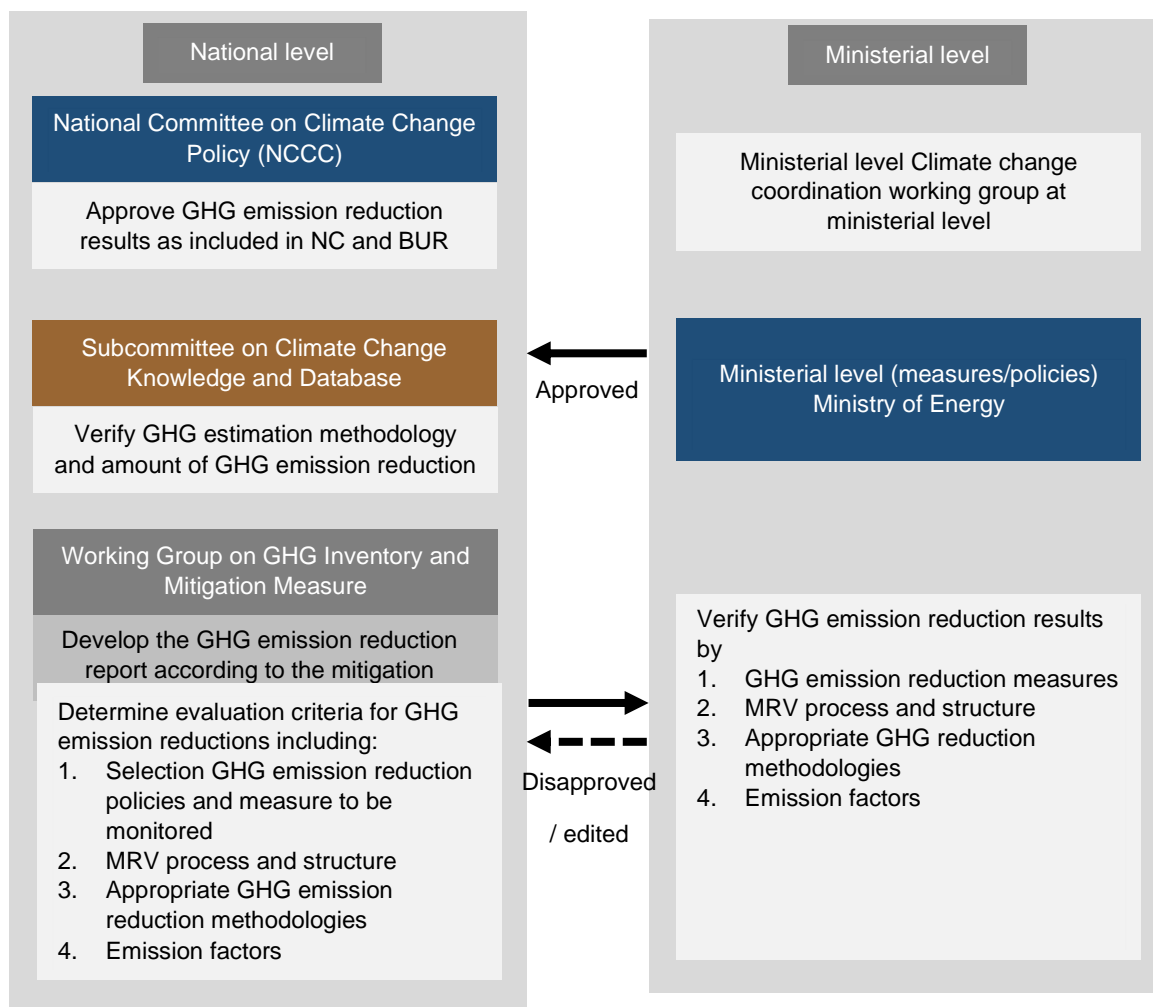 National level
National Committee on Climate Change
Policy (NCCC)
Approve GHG emission reduction
results as included in NC and BUR
Subcommittee on Climate Change
Knowledge and Database
Verify GHG estimation methodology
and amount of GHG emission reduction
Working Group on GHG Inventory and
Mitigation Measure
Develop the GHG emission reduction
report according to the mitigation
Determine evaluation criteria for GHG
emission reductions including:
1. Selection GHG emission reduction
policies and measure to be
monitored
2. MRV process and structure
3. Appropriate GHG emission
reduction methodologies
4. Emission factors
Approved
Disapproved
/ edited
Ministerial level
Ministerial level Climate change
coordination working group at
ministerial level
Ministerial level (measures/policies)
Ministry of Energy
Verify GHG emission reduction results
by
1. GHG emission reduction measures
2. MRV process and structure
3. Appropriate GHG reduction
methodologies
4. Emission factors